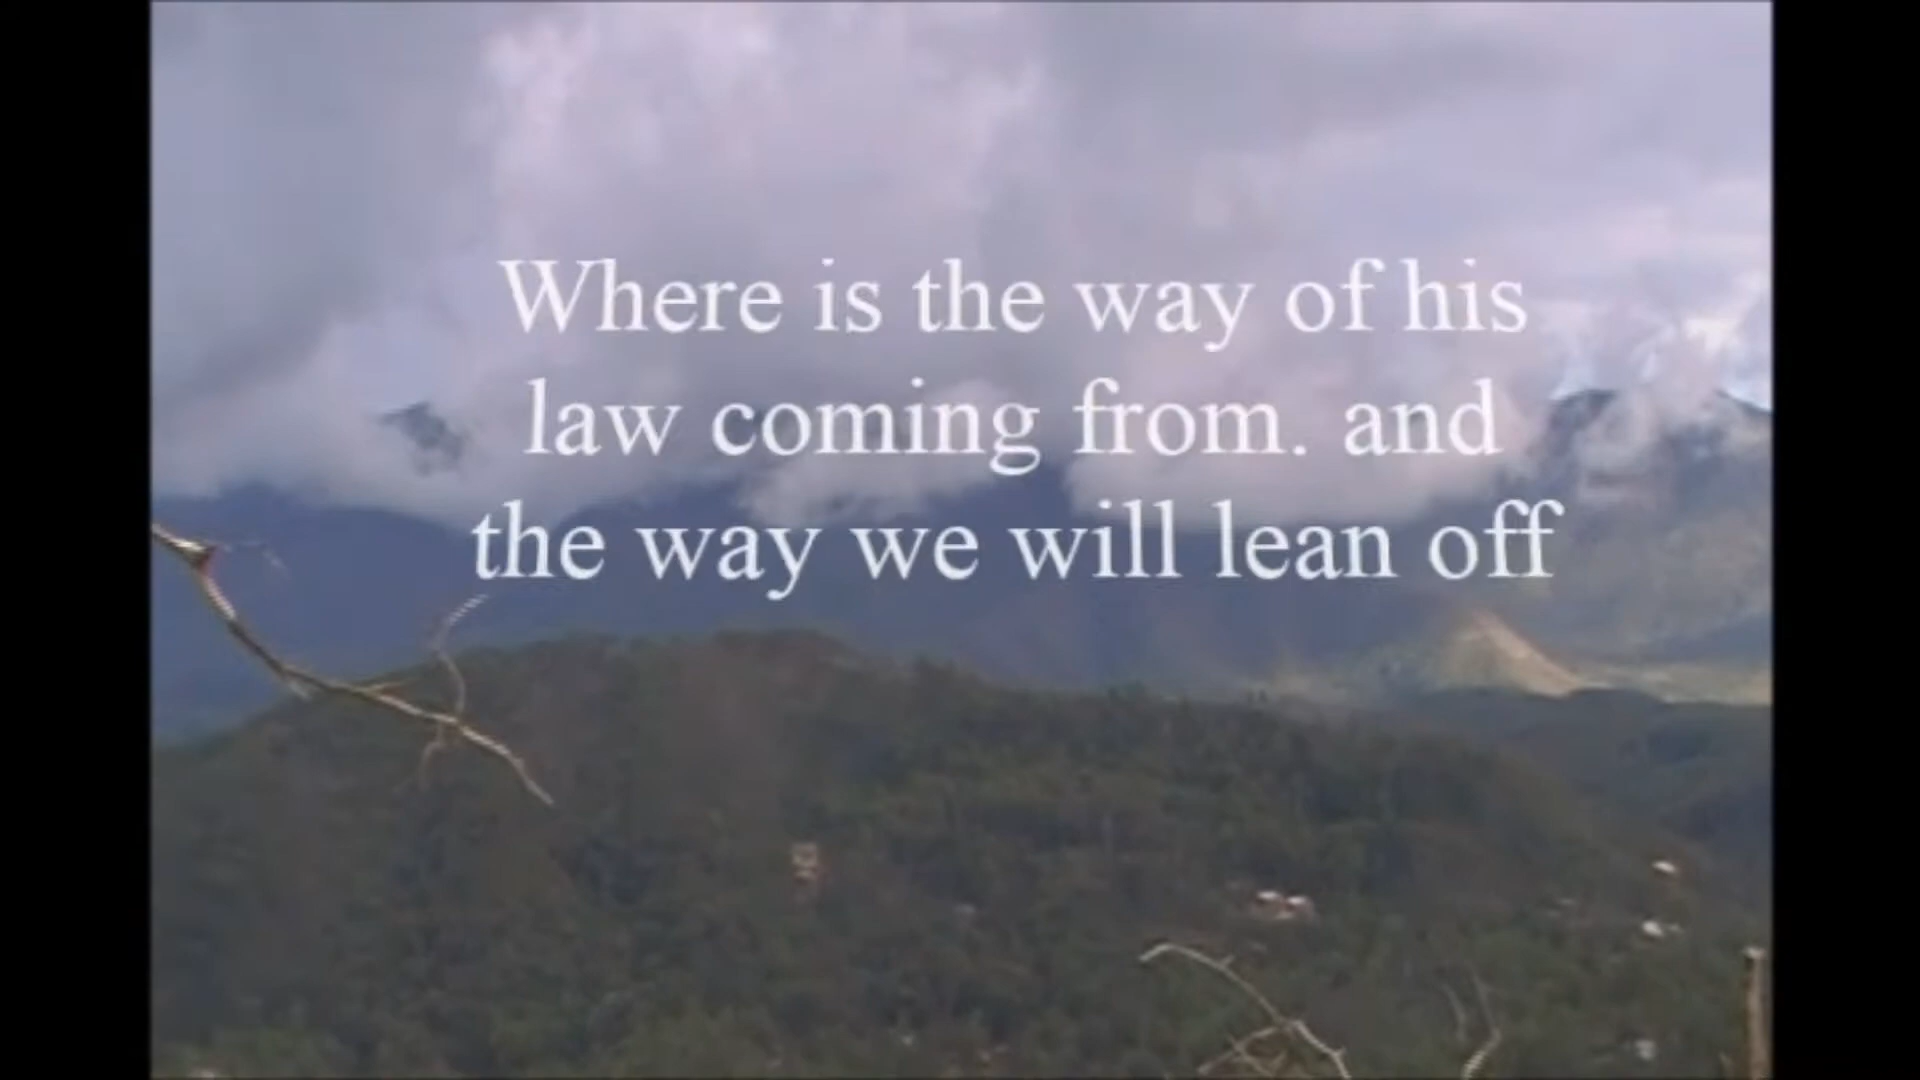 Where is the way of his
law coming from. and
the way we will lean off